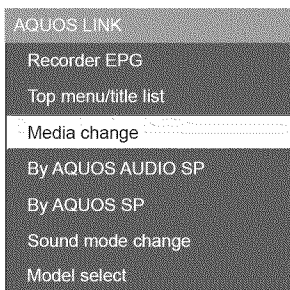 AQUOS LINK
Recorder EPG
Top menu/title list
Media change
By AQUOS AUDIO SP
By AQUOS SP
Sound mode change
Model select